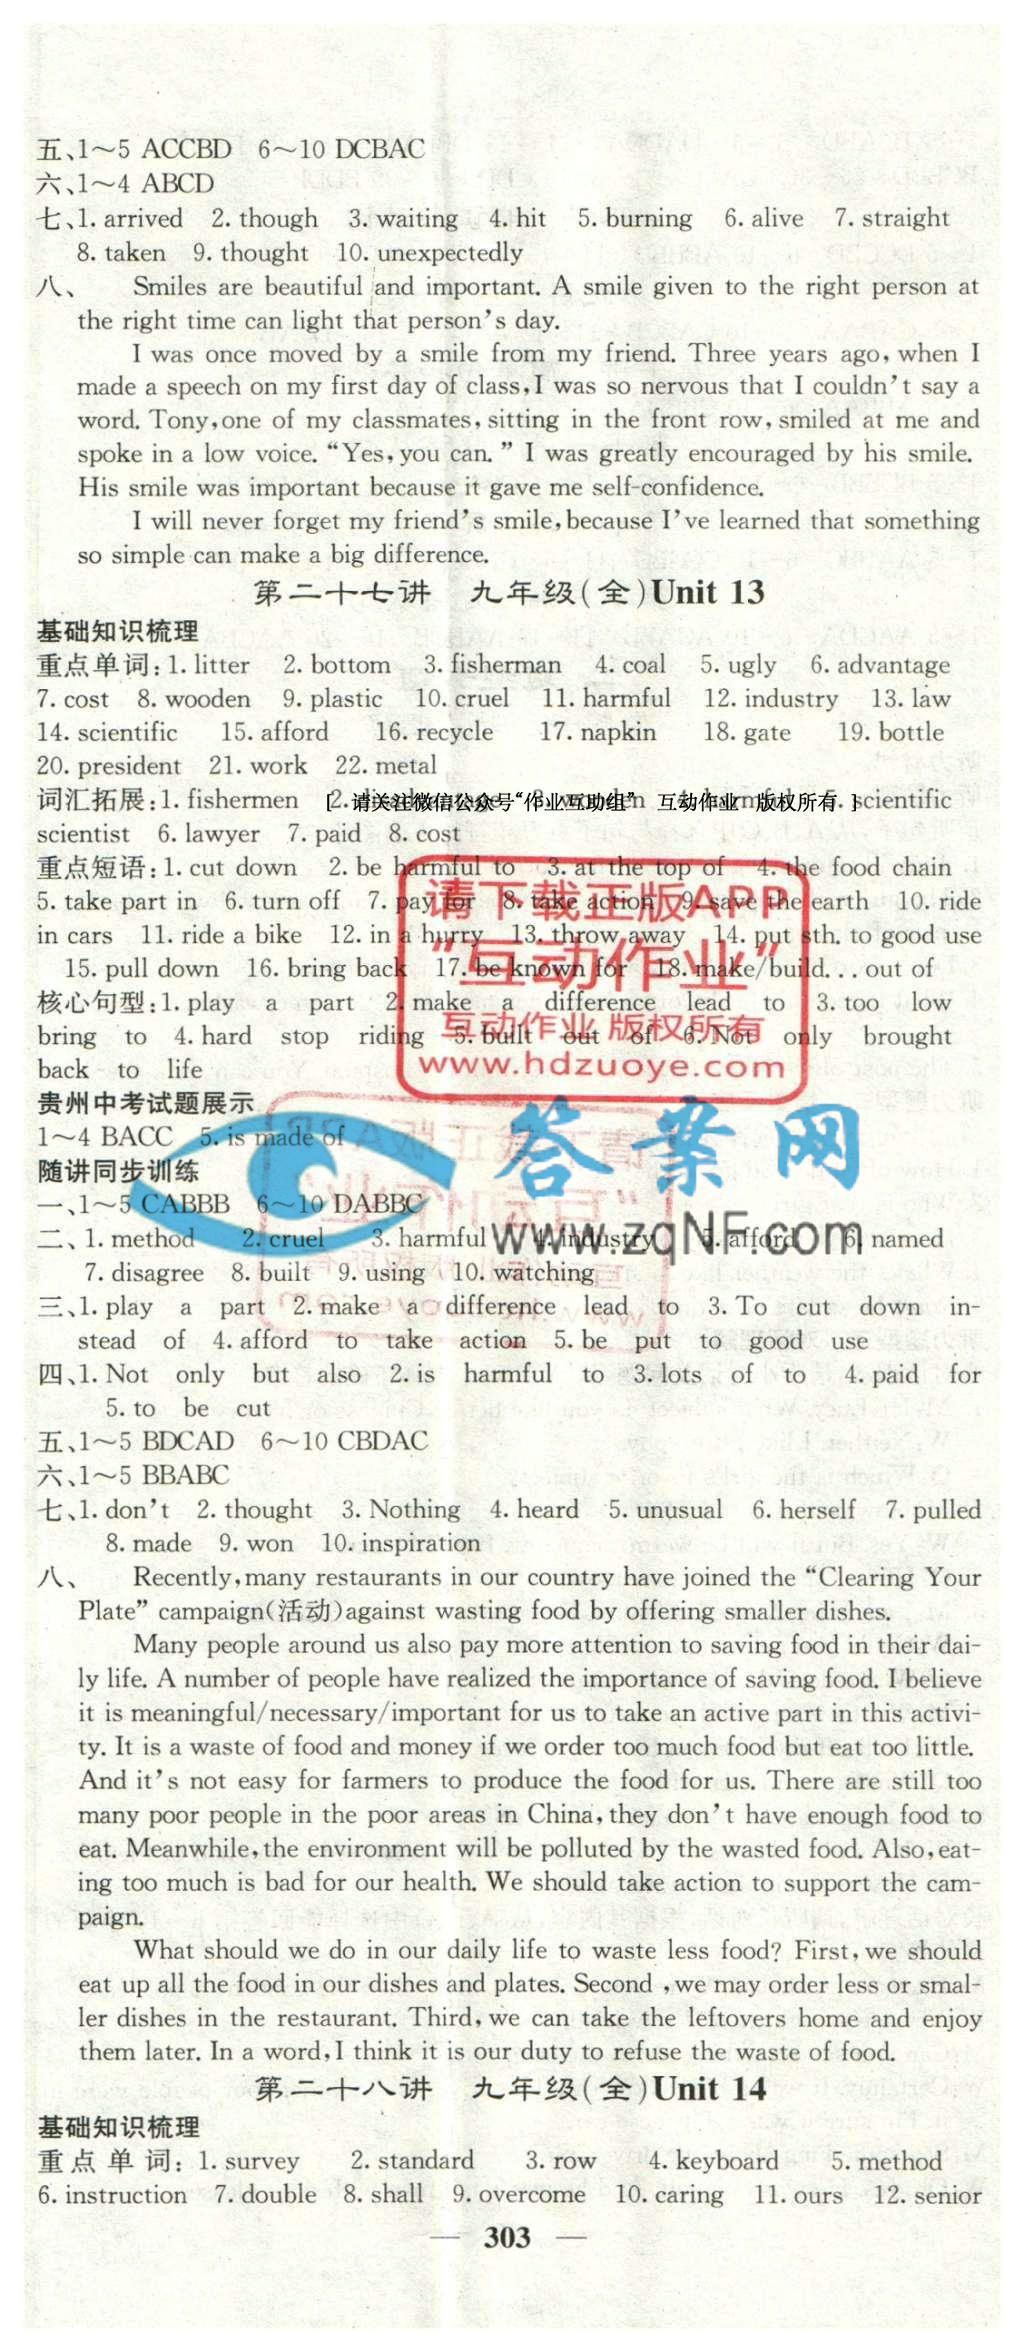 五、1～5 ACCBD 6～10 DCBAC
六、1～4 ABCD
七、1. arrived 2. though 3. waiting 4. hit 5. burning 6. alive 7. straight
8. taken 9. thought 10. unexpectedly
八、 Smiles are beautiful and important. A smile given to the right person at
the right time can light that person's day.
I was once moved by a smile from my friend. Three years ago, when I
made a speech on my first day of class, I was so nervous that I couldn't say a
word. Tony, one of my classmates, sitting in the front row, smiled at me and
spoke in a low voice. “Yes, you can.” I was greatly encouraged by his smile.
His smile was important because it gave me self-confidence.
I will never forget my friend's smile, because I've learned that something
so simple can make a big difference.
第二十七讲 九年级(全)Unit 13
基础知识梳理
重点单词:1. litter 2. bottom 3. fisherman 4. coal 5. ugly 6. advantage
7. cost 8. wooden 9. plastic 10. cruel 11. harmful 12. industry 13. law
14. scientific 15. afford 16. recycle 17. napkin 18. gate 19. bottle
20. president 21. work 22. metal
词汇拓展:1. fishermen 2. 3. 4. harmful 5. scientific
[ 请关注微信公众号“作业互助组” 互动作业 版权所有 ]
scientist 6. lawyer 7. paid 8. cost
重点短语:1. cut down 2. be harmful to 3. at the top of 4. the food chain
5. take part in 6. turn off 7. pay for 8. take action 9. save the earth 10. ride
in cars 11. ride a bike 12. in a hurry 13. throw away 14. put sth. to good use
15. pull down 16. bring back 17. be known for 18. make/build...out of
核心句型:1. play a part 2. make a difference lead to 3. too low
bring to 4. hard stop riding 5. built out of 6. Not only brought
back to life
请下载正版APP
“互动作业”
互动作业 版权所有
www.hdzuoye.com
贵州中考试题展示
1～4 BACC 5. is made of
随讲同步训练
答案网
www.zqNF.com
一、1～5 CABBB 6～10 DABBC
二、1. method 2. cruel 3. harmful 4. industry 5. afford 6. named
7. disagree 8. built 9. using 10. watching
三、1. play a part 2. make a difference lead to 3. To cut down in-
stead of 4. afford to take action 5. be put to good use
四、1. Not only but also 2. is harmful to 3. lots of to 4. paid for
5. to be cut
五、1～5 BDCAD 6～10 CBDAC
六、1～5 BBABC
七、1. don't 2. thought 3. Nothing 4. heard 5. unusual 6. herself 7. pulled
8. made 9. won 10. inspiration
八、 Recently, many restaurants in our country have joined the “Clearing Your
Plate” campaign(活动)against wasting food by offering smaller dishes.
Many people around us also pay more attention to saving food in their dai-
ly life. A number of people have realized the importance of saving food. I believe
it is meaningful/necessary/important for us to take an active part in this activi-
ty. It is a waste of food and money if we order too much food but eat too little.
And it's not easy for farmers to produce the food for us. There are still too
many poor people in the poor areas in China, they don't have enough food to
eat. Meanwhile, the environment will be polluted by the wasted food. Also, eat-
ing too much is bad for our health. We should take action to support the cam-
paign.
What should we do in our daily life to waste less food? First, we should
eat up all the food in our dishes and plates. Second ,we may order less or smal-
ler dishes in the restaurant. Third, we can take the leftovers home and enjoy
them later. In a word, I think it is our duty to refuse the waste of food.
第二十八讲 九年级(全)Unit 14
基础知识梳理
重点单词: 1. survey 2. standard 3. row 4. keyboard 5. method
6. instruction 7. double 8. shall 9. overcome 10. caring 11. ours 12. senior
— 303 —